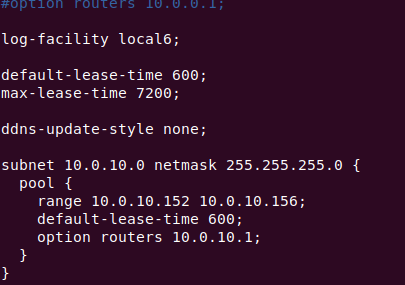 #option routers 10.0.0.1;
log-facility local6;
default-lease-time 600;
max-lease-time 7200;
ddns-update-style none;
subnet 10.0.10.0 netmask 255.255.255.0 {
  pool {
    range 10.0.10.152 10.0.10.156;
    default-lease-time 600;
    option routers 10.0.10.1;
  }
}